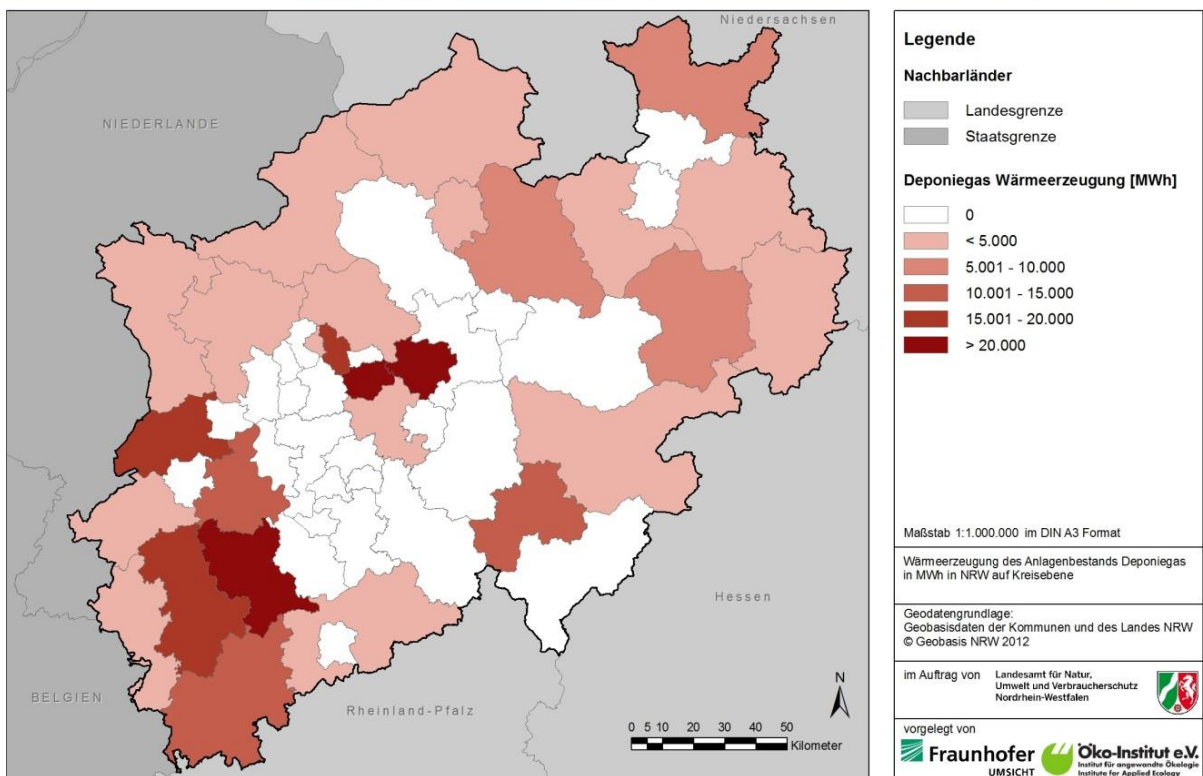 Niedersachsen
NIEDERLANDE
Hessen
BELGIEN
Rheinland-Pfalz
N
0 5 10 20 30 40 50
Kilometer
Legende
Nachbarländer
Landesgrenze
Staatsgrenze
Deponiegas Wärmeerzeugung [MWh]
0
< 5.000
5.001 - 10.000
10.001 - 15.000
15.001 - 20.000
> 20.000
Maßstab 1:1.000.000 im DIN A3 Format
Wärmeerzeugung des Anlagenbestands Deponiegas
in MWh in NRW auf Kreisebene
Geodatengrundlage:
Geobasisdaten der Kommunen und des Landes NRW
© Geobasis NRW 2012
im Auftrag von
Landesamt für Natur,
Umwelt und Verbraucherschutz
Nordrhein-Westfalen
vorgelegt von
Fraunhofer
UMSICHT
Öko-Institut e.V.
Institut für angewandte Ökologie
Institute for Applied Ecology